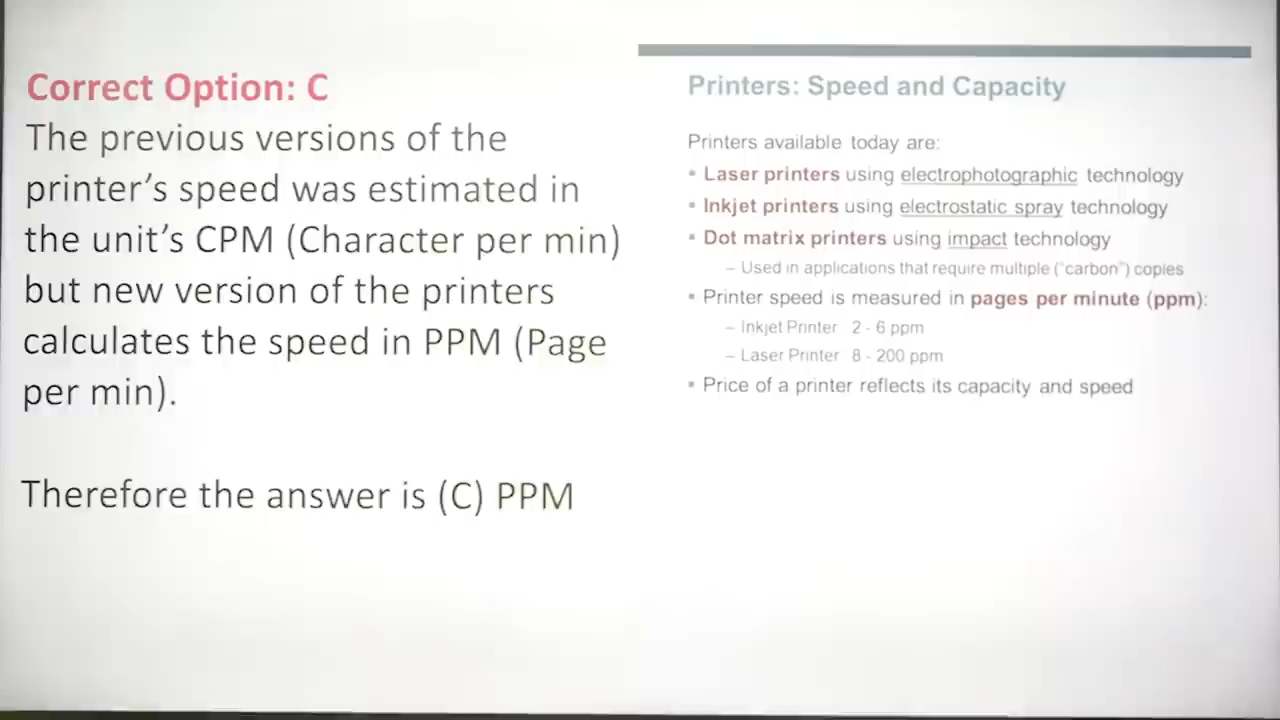 Correct Option: C
The previous versions of the
printer’s speed was estimated in
the unit’s CPM (Character per min)
but new version of the printers
calculates the speed in PPM (Page
per min).
Therefore the answer is (C) PPM
Printers: Speed and Capacity
Printers available today are:
▪ Laser printers using electrophotographic technology
▪ Inkjet printers using electrostatic spray technology
▪ Dot matrix printers using impact technology
– Used in applications that require multiple (“carbon”) copies
▪ Printer speed is measured in pages per minute (ppm):
– Inkjet Printer 2 - 6 ppm
– Laser Printer 8 - 200 ppm
▪ Price of a printer reflects its capacity and speed